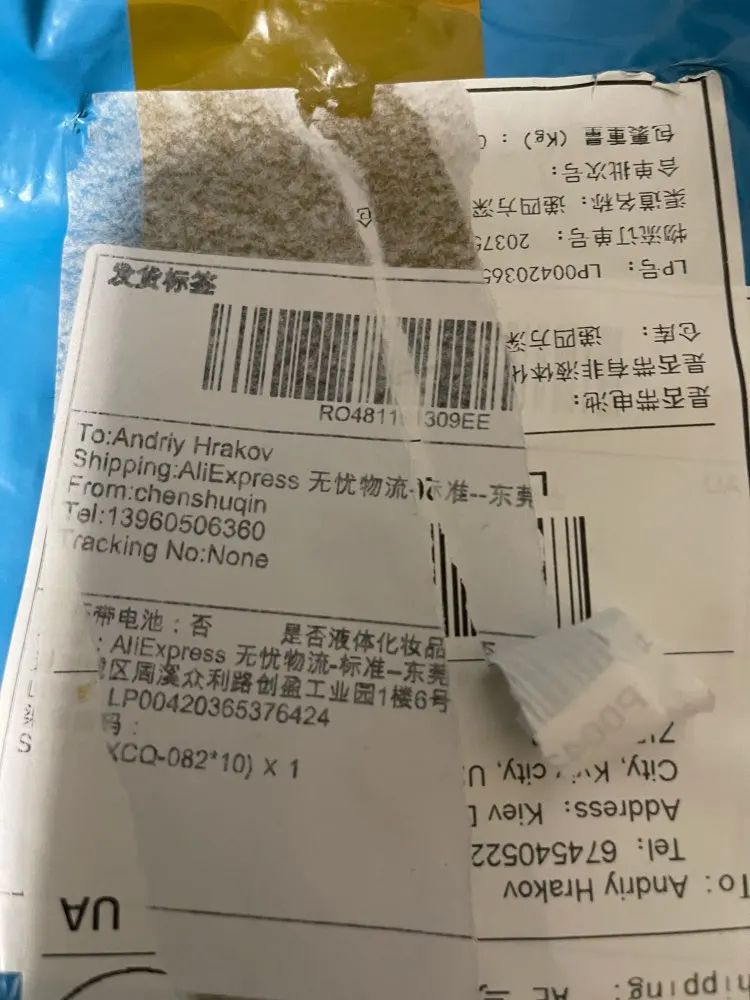 发货标签
RO4811 1309EE
To:Andriy Hrakov
Shipping:AliExpress 无忧物流-标准--东莞
From:chenshuqin
Tel:13960506360
Tracking No:None
带电池：否 是否液体化妆品
: AliExpress 无忧物流-标准--东莞
区周溪众利路创盈工业园1楼6号
LP00420365376424
码：
XCQ-082*10) X 1
UA
To: Andriy Hrakov
Tel: 674540522
Address: Kiev
City, city, U
是否带电池：
是否带有非液体化
仓库： 递四方深
LP号： LP00420365
物流订单号： 20375
渠道名称： 递四方深
合单批次号：
包裹重量 (Kg) ：